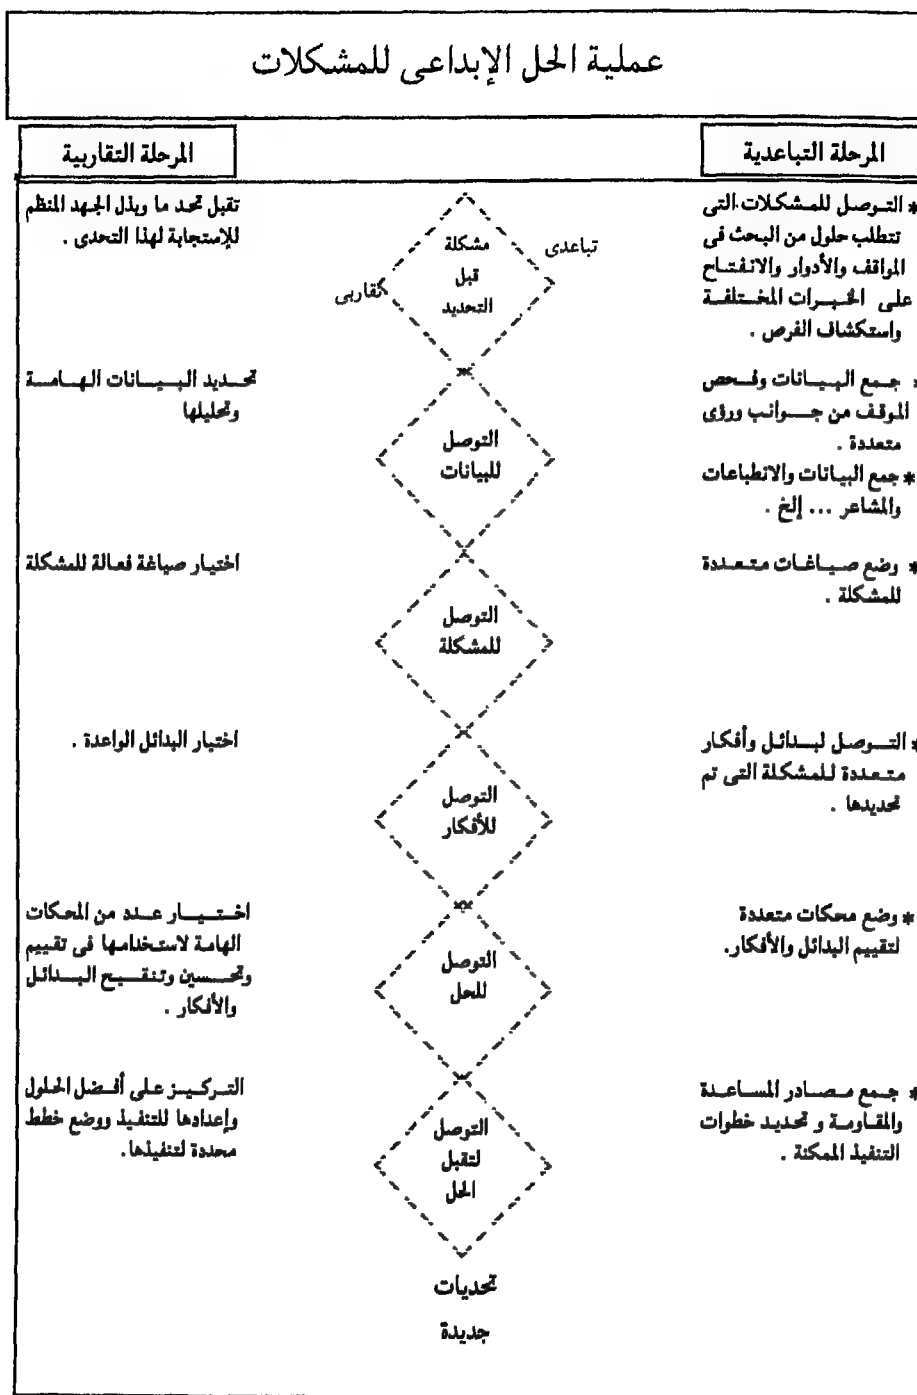 عملية الحل الإبداعى للمشكلات
المرحلة التباعدية
المرحلة التقاربية
* التوصل للمشكلات التى
تتطلب حلول من البحث فى
المواقف والأدوار والانفتاح
على الخبرات المختلفة
واستكشاف الفرص .
تباعدى
مشكلة
قبل
التحديد
تقاربى
تقبل تحد ما وبذل الجهد المنظم
للإستجابة لهذا التحدى .
* جمع البيانات وفحص
الموقف من جوانب ورؤى
متعددة .
* جمع البيانات والانطباعات
والمشاعر ... إلخ .
التوصل
للبيانات
تحديد البيانات الهامة
وتحليلها
* وضع صياغات متعددة
للمشكلة .
التوصل
للمشكلة
اختيار صياغة فعالة للمشكلة
* التوصل لبدائل وأفكار
متعددة للمشكلة التى تم
تحديدها .
التوصل
للأفكار
اختيار البدائل الواعدة .
* وضع محكات متعددة
لتقييم البدائل والأفكار.
التوصل
للحل
اختيار عدد من المحكات
الهامة لاستخدامها فى تقييم
وتحسين وتنقيح البدائل
والأفكار .
* جمع مصادر المساعدة
والمقاومة و تحديد خطوات
التنفيذ الممكنة .
التوصل
لتقبل
الحل
التركيز على أفضل الحلول
وإعدادها للتنفيذ ووضع خطط
محددة لتنفيذها.
تحديات
جديدة